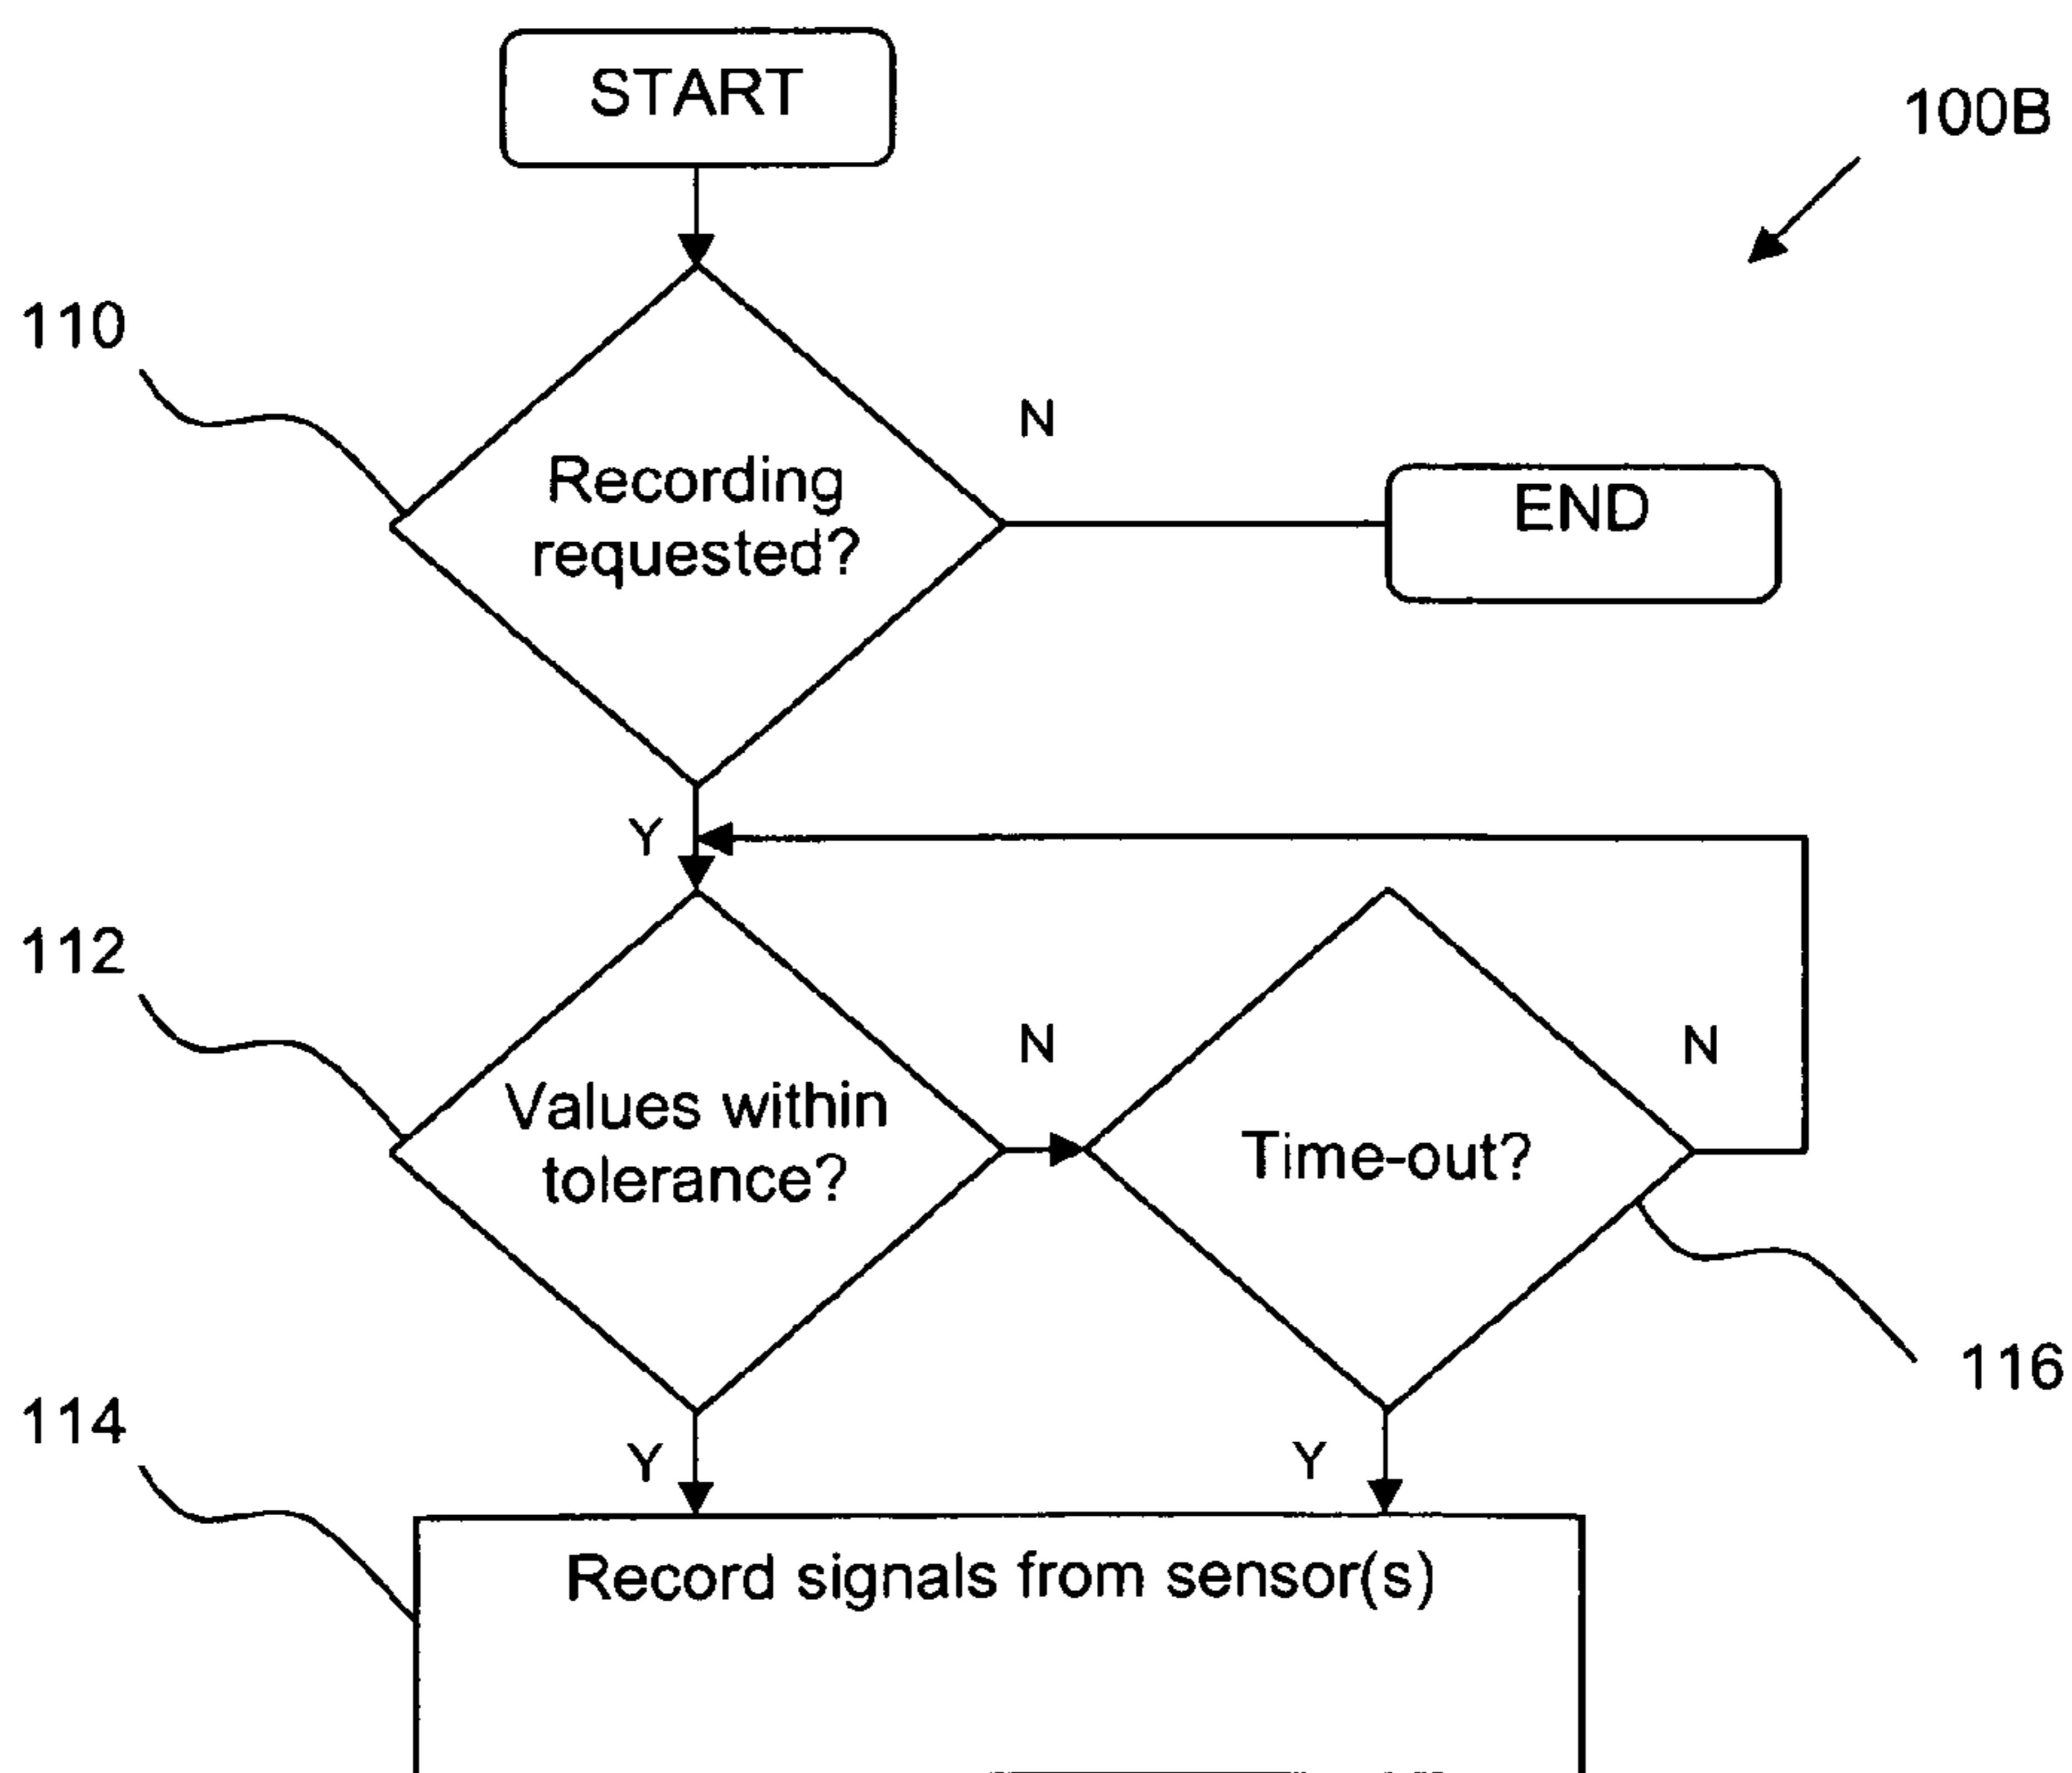 START
100B
110
N
Recording
requested?
END
Y
112
N
N
Values within
tolerance?
Time-out?
116
114
Y
Y
Record signals from sensor(s)